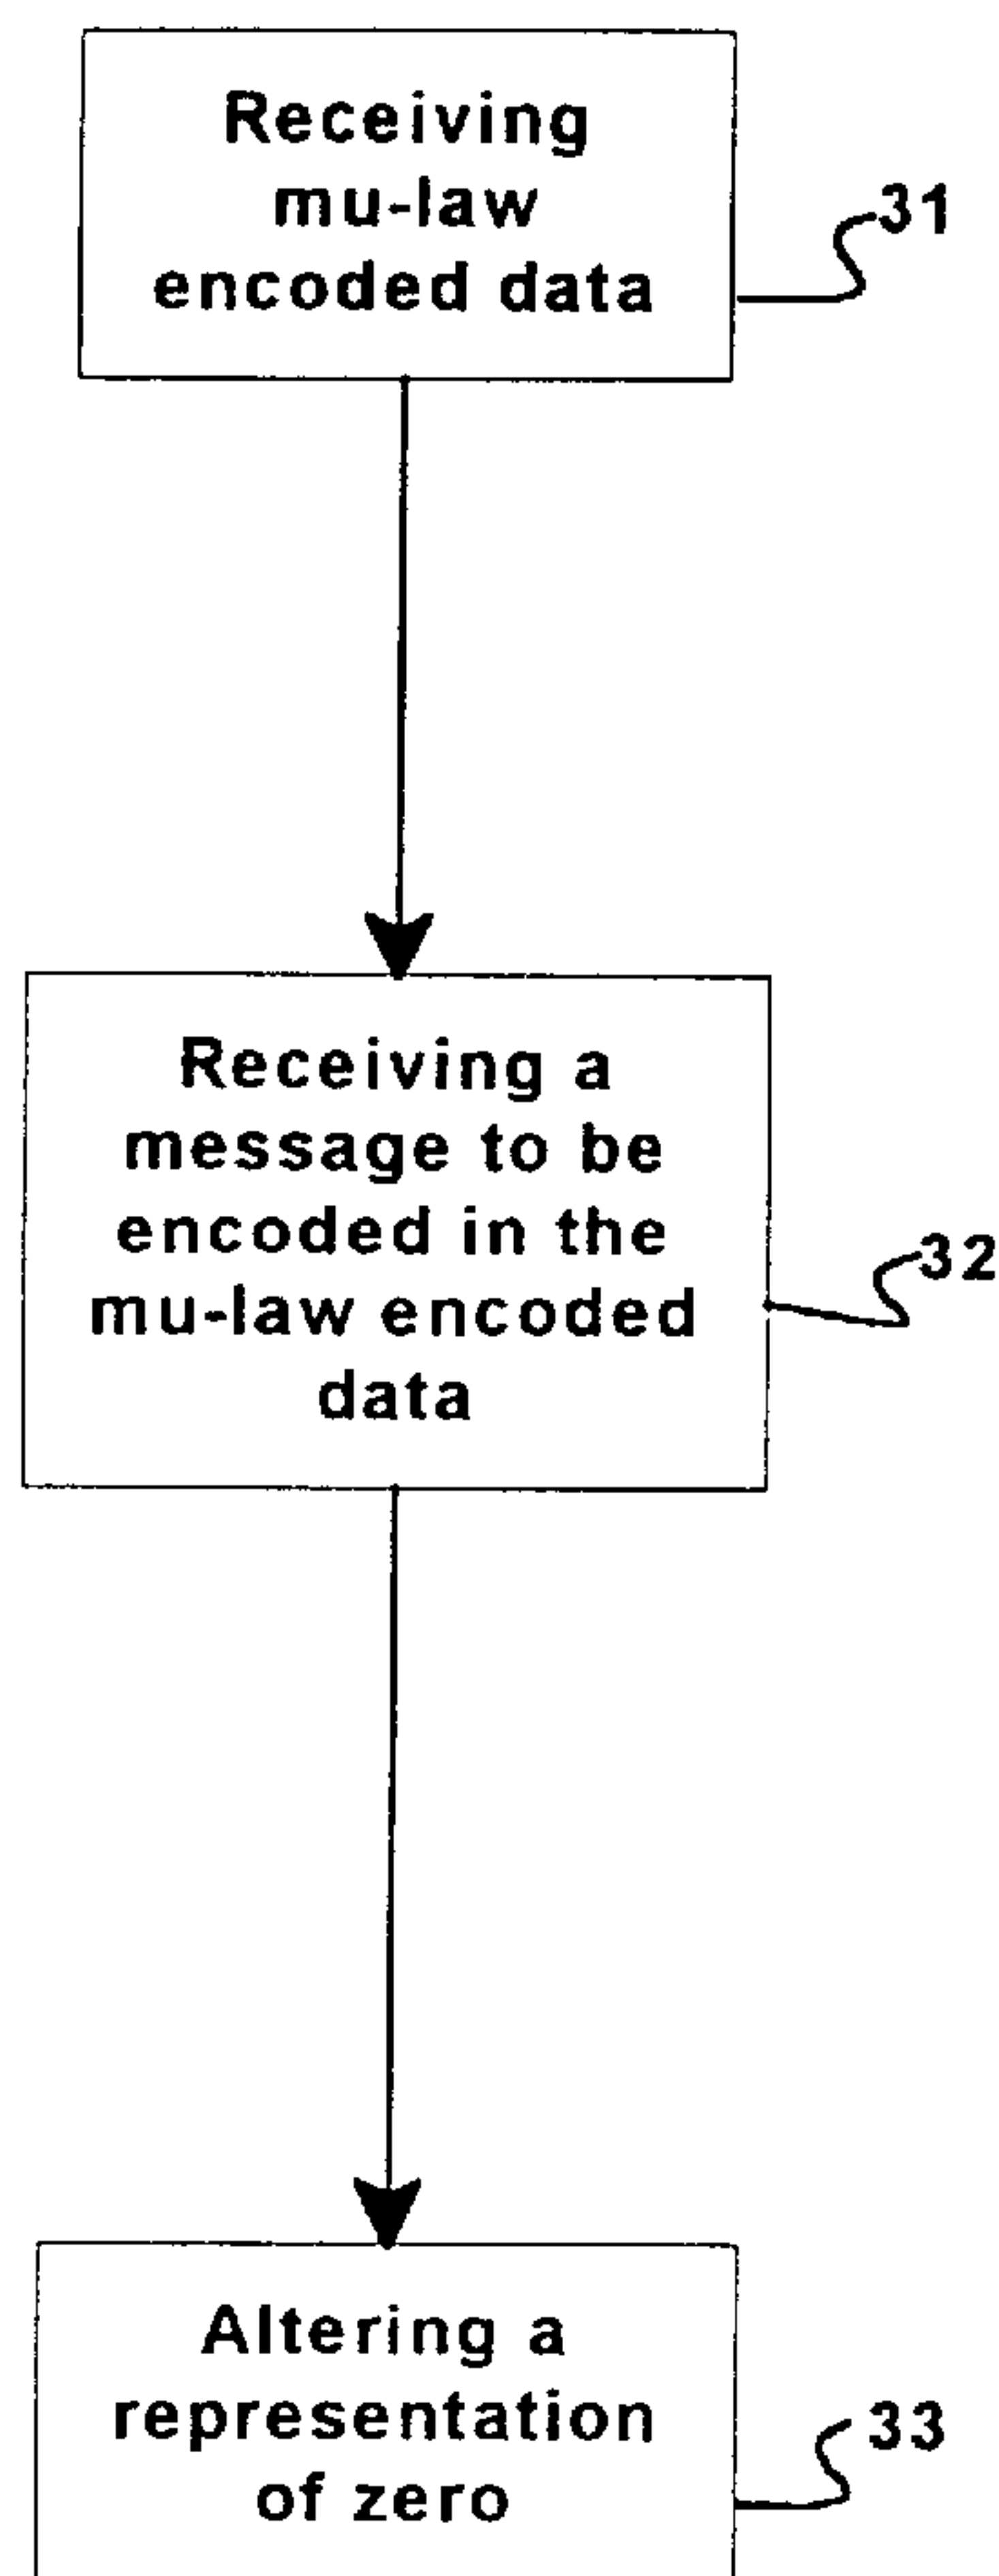 Receiving
mu-law
encoded data
31
Receiving a
message to be
encoded in the
mu-law encoded
data
32
Altering a
representation
of zero
33